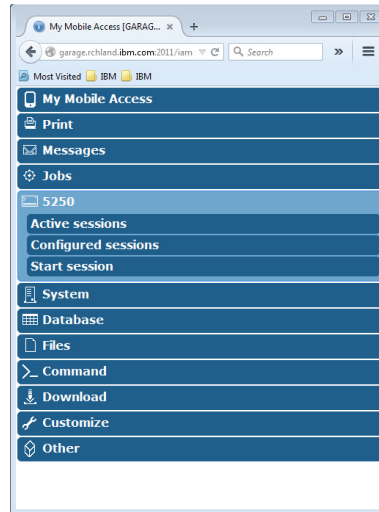 My Mobile Access [GARAG...
garage.rchland.ibm.com:2011/iam
Search
Most Visited IBM IBM
My Mobile Access
Print
Messages
Jobs
5250
Active sessions
Configured sessions
Start session
System
Database
Files
Command
Download
Customize
Other